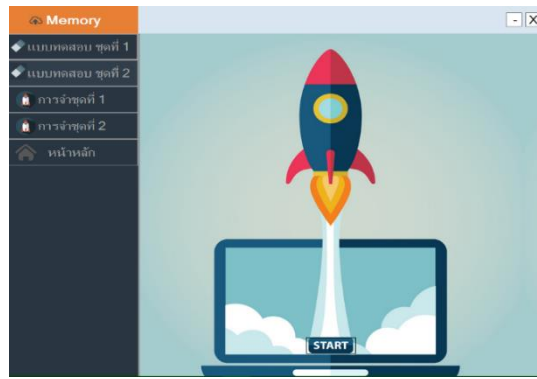 Memory
- X
แบบทดสอบ ชุดที่ 1
แบบทดสอบ ชุดที่ 2
การจำชุดที่ 1
การจำชุดที่ 2
หน้าหลัก
START